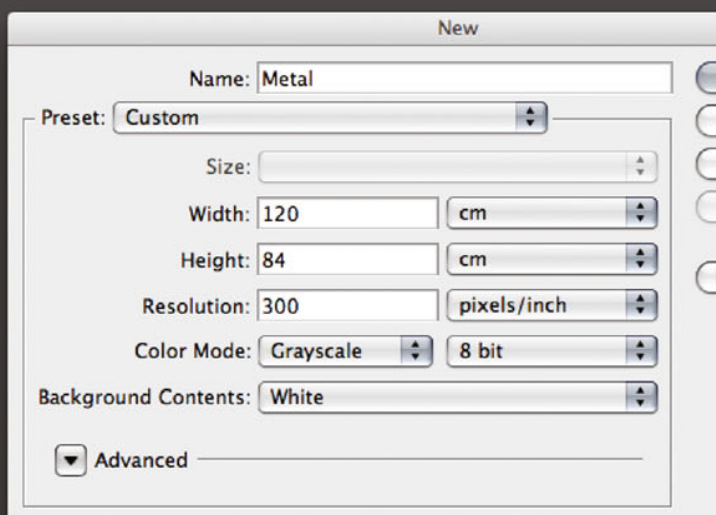 New
Name: Metal
Preset: Custom
Size:
Width: 120 cm
Height: 84 cm
Resolution: 300 pixels/inch
Color Mode: Grayscale 8 bit
Background Contents: White
Advanced